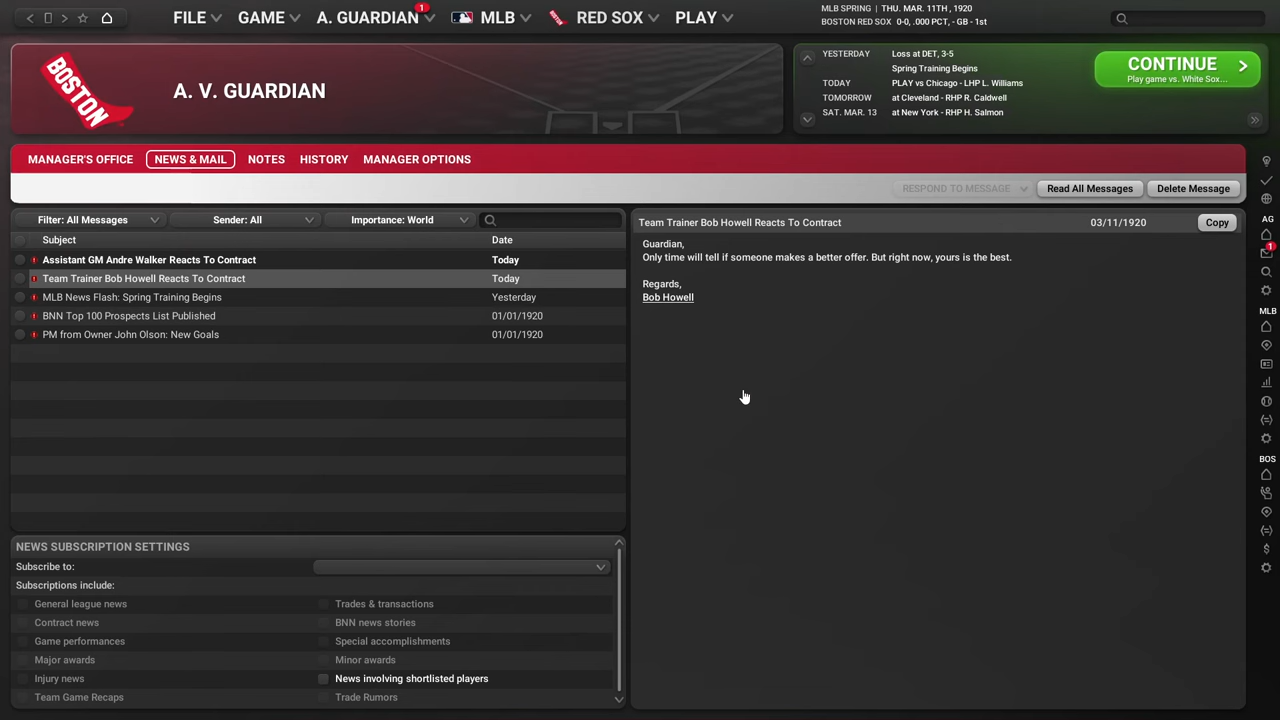 FILE
GAME
A. GUARDIAN
1
MLB
RED SOX
PLAY
MLB SPRING | THU. MAR. 11TH , 1920
BOSTON RED SOX 0-0, .000 PCT, - GB - 1st
BOSTON
A. V. GUARDIAN
YESTERDAY Loss at DET, 3-5
Spring Training Begins
TODAY PLAY vs Chicago - LHP L. Williams
TOMORROW at Cleveland - RHP R. Caldwell
SAT. MAR. 13 at New York - RHP H. Salmon
CONTINUE
Play game vs. White Sox...
MANAGER'S OFFICE
NEWS & MAIL
NOTES
HISTORY
MANAGER OPTIONS
RESPOND TO MESSAGE
Read All Messages
Delete Message
Filter: All Messages
Sender: All
Importance: World
Subject Date
Assistant GM Andre Walker Reacts To Contract Today
Team Trainer Bob Howell Reacts To Contract Today
MLB News Flash: Spring Training Begins Yesterday
BNN Top 100 Prospects List Published 01/01/1920
PM from Owner John Olson: New Goals 01/01/1920
Team Trainer Bob Howell Reacts To Contract 03/11/1920 Copy
Guardian,
Only time will tell if someone makes a better offer. But right now, yours is the best.
Regards,
Bob Howell
NEWS SUBSCRIPTION SETTINGS
Subscribe to:
Subscriptions include:
General league news Trades & transactions
Contract news BNN news stories
Game performances Special accomplishments
Major awards Minor awards
Injury news News involving shortlisted players
Team Game Recaps Trade Rumors
AG
1
MLB
BOS